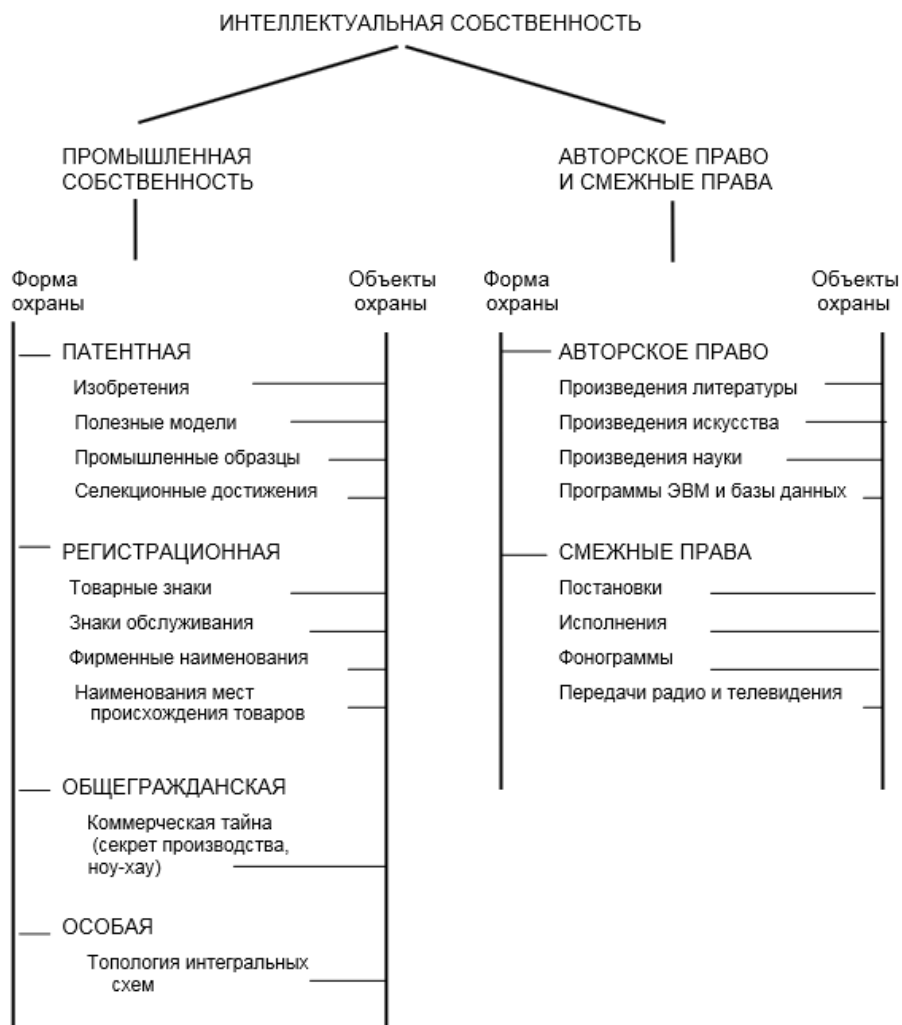 ИНТЕЛЛЕКТУАЛЬНАЯ СОБСТВЕННОСТЬ
ПРОМЫШЛЕННАЯ
СОБСТВЕННОСТЬ
Форма
охраны
Объекты
охраны
ПАТЕНТНАЯ
Изобретения
Полезные модели
Промышленные образцы
Селекционные достижения
РЕГИСТРАЦИОННАЯ
Товарные знаки
Знаки обслуживания
Фирменные наименования
Наименования мест
происхождения товаров
ОБЩЕГРАЖДАНСКАЯ
Коммерческая тайна
(секрет производства,
ноу-хау)
ОСОБАЯ
Топология интегральных
схем
АВТОРСКОЕ ПРАВО
И СМЕЖНЫЕ ПРАВА
Форма
охраны
Объекты
охраны
АВТОРСКОЕ ПРАВО
Произведения литературы
Произведения искусства
Произведения науки
Программы ЭВМ и базы данных
СМЕЖНЫЕ ПРАВА
Постановки
Исполнения
Фонограммы
Передачи радио и телевидения